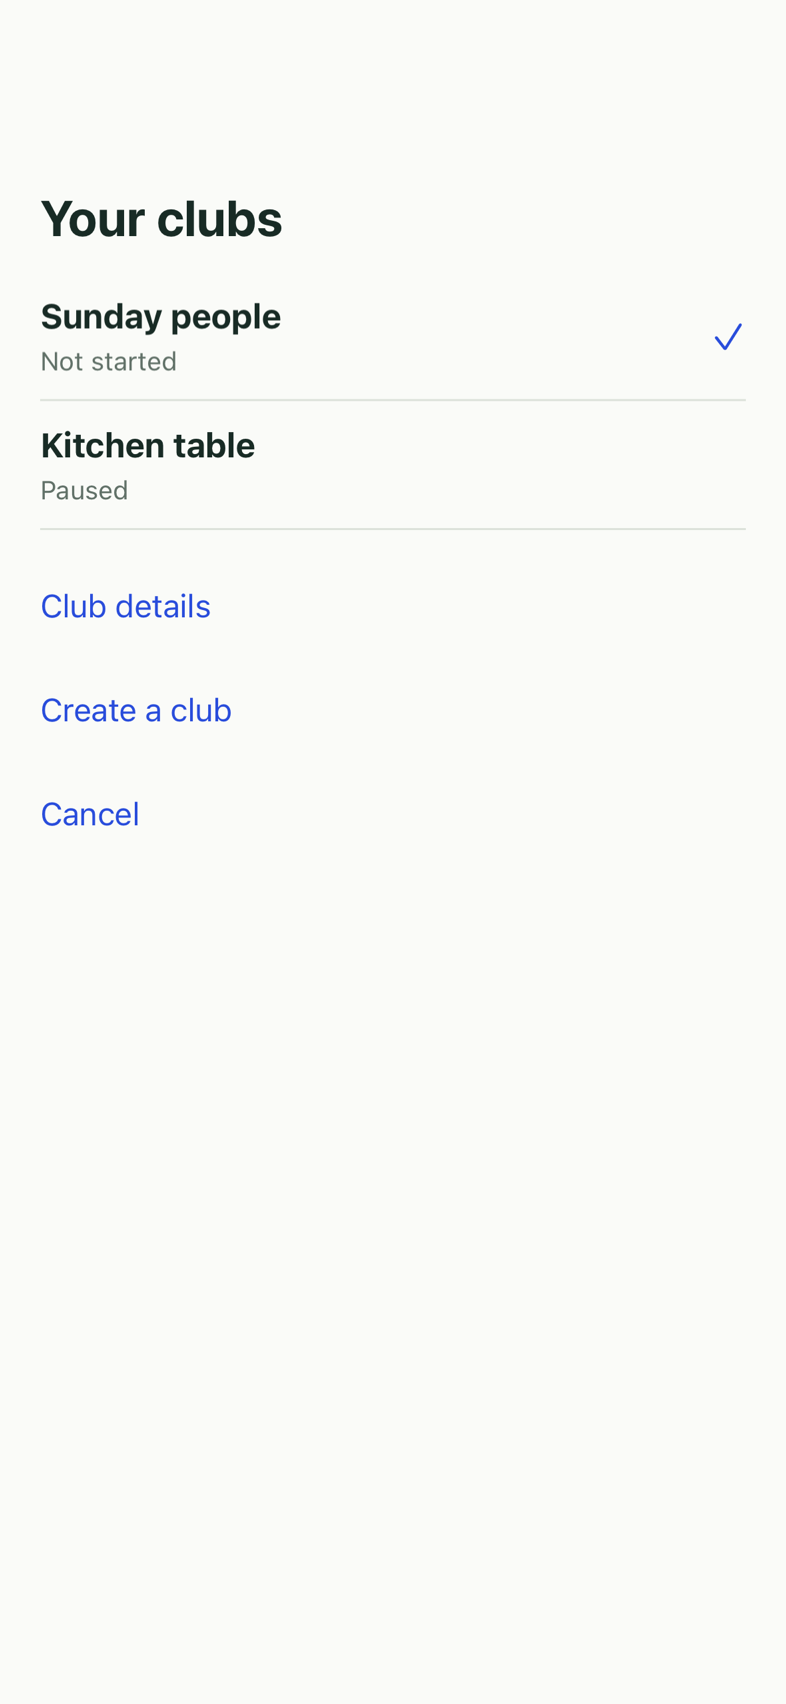 Your clubs
Sunday people
Not started
Kitchen table
Paused
Club details
Create a club
Cancel